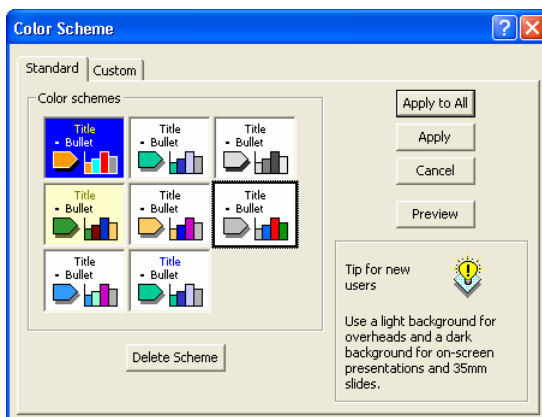 Color Scheme
Standard
Custom
Color schemes
Title
- Bullet
Title
- Bullet
Title
- Bullet
Title
- Bullet
Title
- Bullet
Title
- Bullet
Title
- Bullet
Title
- Bullet
Delete Scheme
Apply to All
Apply
Cancel
Preview
Tip for new
users
Use a light background for
overheads and a dark
background for on-screen
presentations and 35mm
slides.